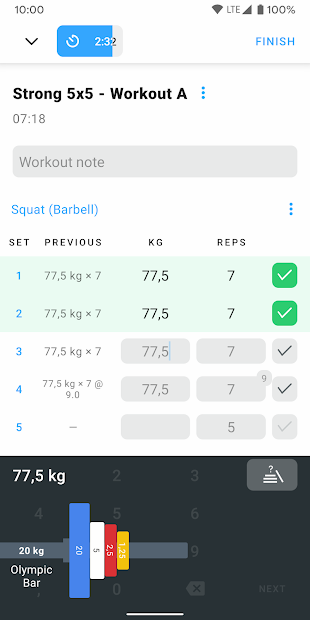 10:00 LTE 100%
2:32 FINISH
Strong 5x5 - Workout A
07:18
Workout note
Squat (Barbell)
SET PREVIOUS KG REPS
1 77,5 kg × 7 77,5 7
2 77,5 kg × 7 77,5 7
3 77,5 kg × 7 77,5 7
9
4 77,5 kg × 7 @ 77,5 7
9.0
5 — 5
77,5 kg 2 3 ?
4 5 6
20 kg 20 5 2,5 1,25 9
Olympic
Bar
0 NEXT